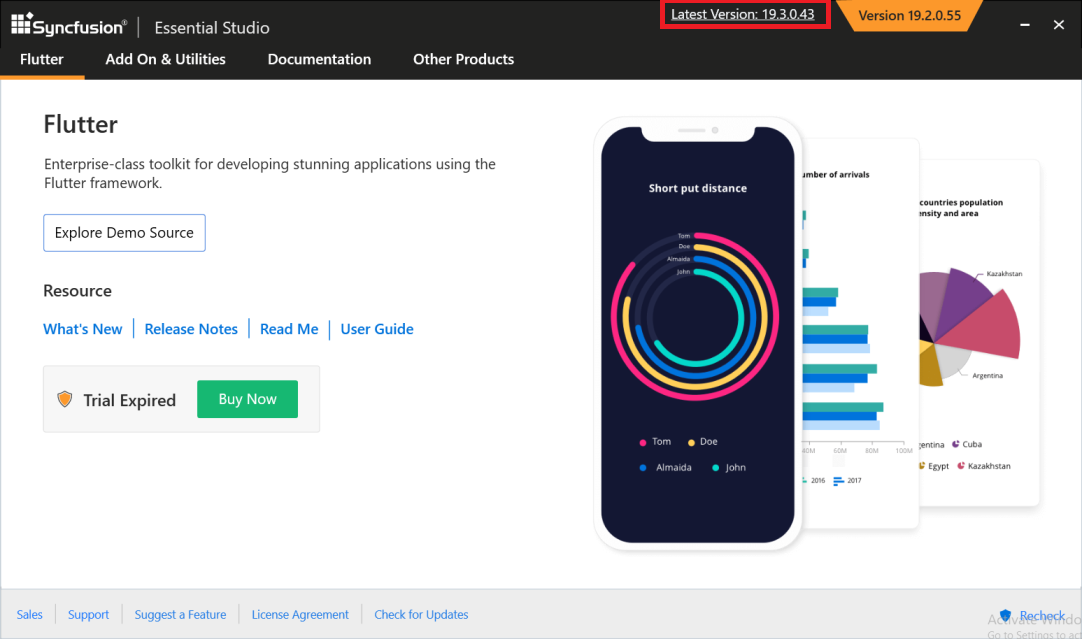 Syncfusion® | Essential Studio
Latest Version: 19.3.0.43
Version 19.2.0.55
Flutter
Add On & Utilities
Documentation
Other Products
Flutter
Enterprise-class toolkit for developing stunning applications using the
Flutter framework.
Explore Demo Source
Resource
What's New
Release Notes
Read Me
User Guide
Trial Expired
Buy Now
Short put distance
Tom
Doe
Almaida
John
Tom
Doe
Almaida
John
umber of arrivals
40M 60M 80M 100M
2016 2017
countries population
ensity and area
Kazakhstan
Argentina
gentina Cuba
Egypt Kazakhstan
Sales
Support
Suggest a Feature
License Agreement
Check for Updates
Recheck
Activate Windo
Go to Settings to act